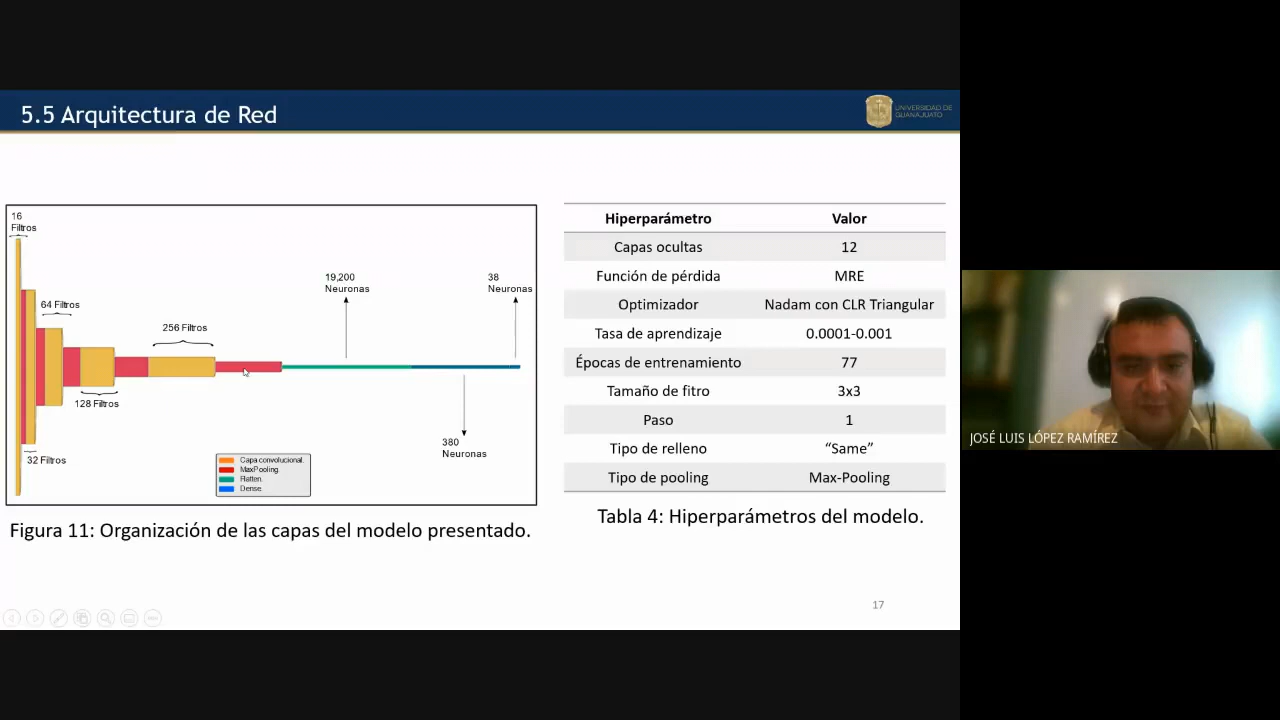 5.5 Arquitectura de Red
UNIVERSIDAD DE
GUANAJUATO
16
Filtros
64 Filtros
256 Filtros
19,200
Neuronas
38
Neuronas
128 Filtros
32 Filtros
380
Neuronas
Capa convolucional.
MaxPooling.
Flatten.
Dense.
Figura 11: Organización de las capas del modelo presentado.
Hiperparámetro Valor
Capas ocultas 12
Función de pérdida MRE
Optimizador Nadam con CLR Triangular
Tasa de aprendizaje 0.0001-0.001
Épocas de entrenamiento 77
Tamaño de fitro 3x3
Paso 1
Tipo de relleno “Same”
Tipo de pooling Max-Pooling
Tabla 4: Hiperparámetros del modelo.
17
JOSÉ LUIS LÓPEZ RAMÍREZ